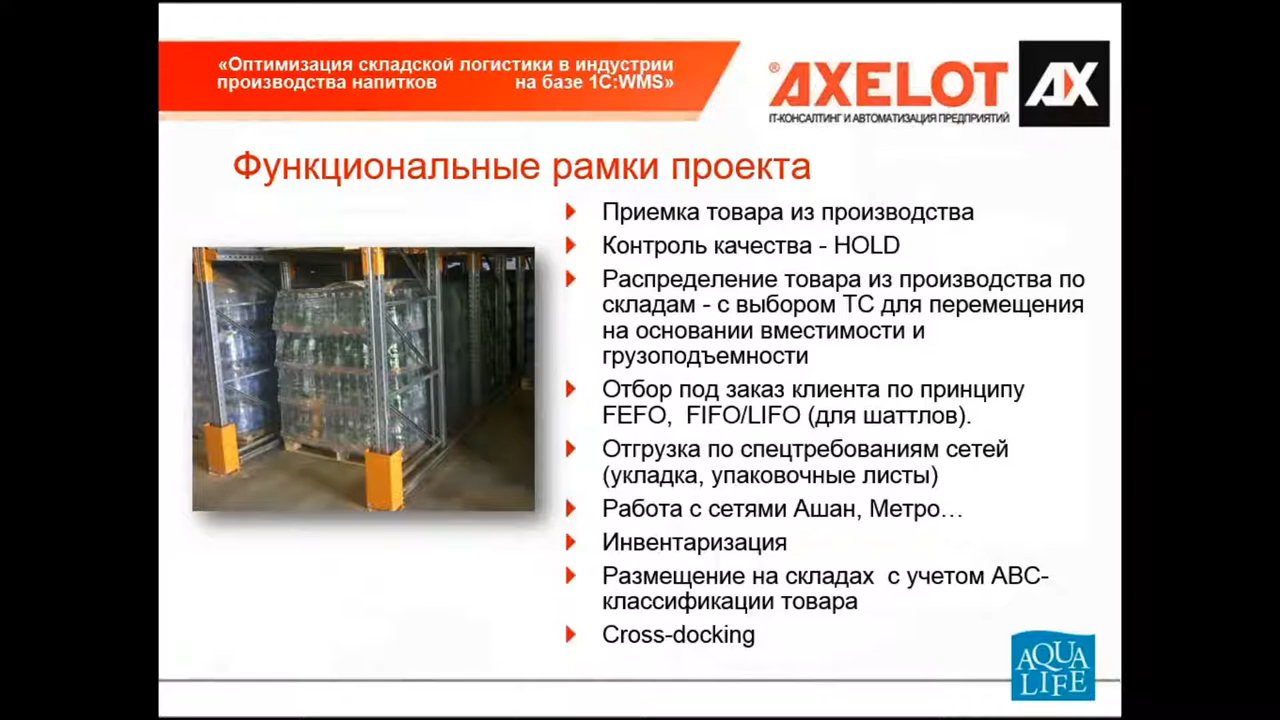 «Оптимизация складской логистики в индустрии
производства напитков на базе 1С:WMS»
®AXELOT AX
IT-КОНСАЛТИНГ И АВТОМАТИЗАЦИЯ ПРЕДПРИЯТИЙ
Функциональные рамки проекта
Приемка товара из производства
Контроль качества - HOLD
Распределение товара из производства по
складам - с выбором ТС для перемещения
на основании вместимости и
грузоподъемности
Отбор под заказ клиента по принципу
FEFO, FIFO/LIFO (для шаттлов).
Отгрузка по спецтребованиям сетей
(укладка, упаковочные листы)
Работа с сетями Ашан, Метро…
Инвентаризация
Размещение на складах с учетом ABC-
классификации товара
Cross-docking
AQUA
LIFE